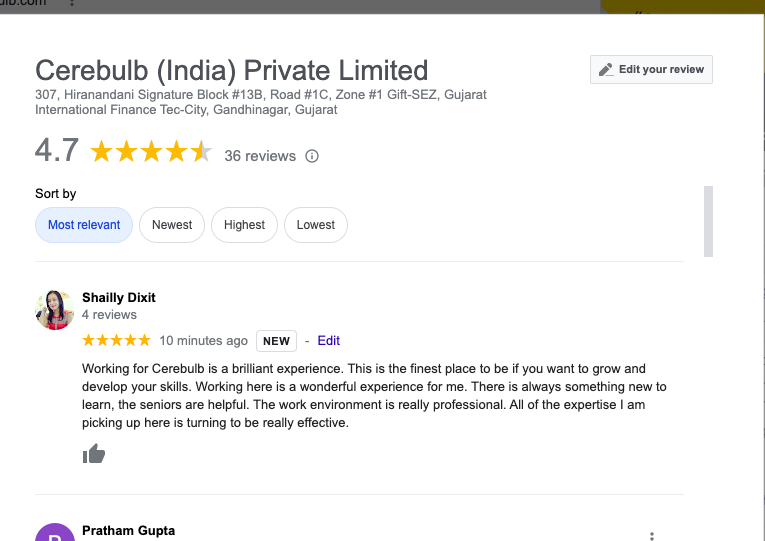 Cerebulb (India) Private Limited
Edit your review
307, Hiranandani Signature Block #13B, Road #1C, Zone #1 Gift-SEZ, Gujarat
International Finance Tec-City, Gandhinagar, Gujarat
4.7
36 reviews
Sort by
Most relevant
Newest
Highest
Lowest
Shailly Dixit
4 reviews
10 minutes ago NEW - Edit
Working for Cerebulb is a brilliant experience. This is the finest place to be if you want to grow and
develop your skills. Working here is a wonderful experience for me. There is always something new to
learn, the seniors are helpful. The work environment is really professional. All of the expertise I am
picking up here is turning to be really effective.
Pratham Gupta